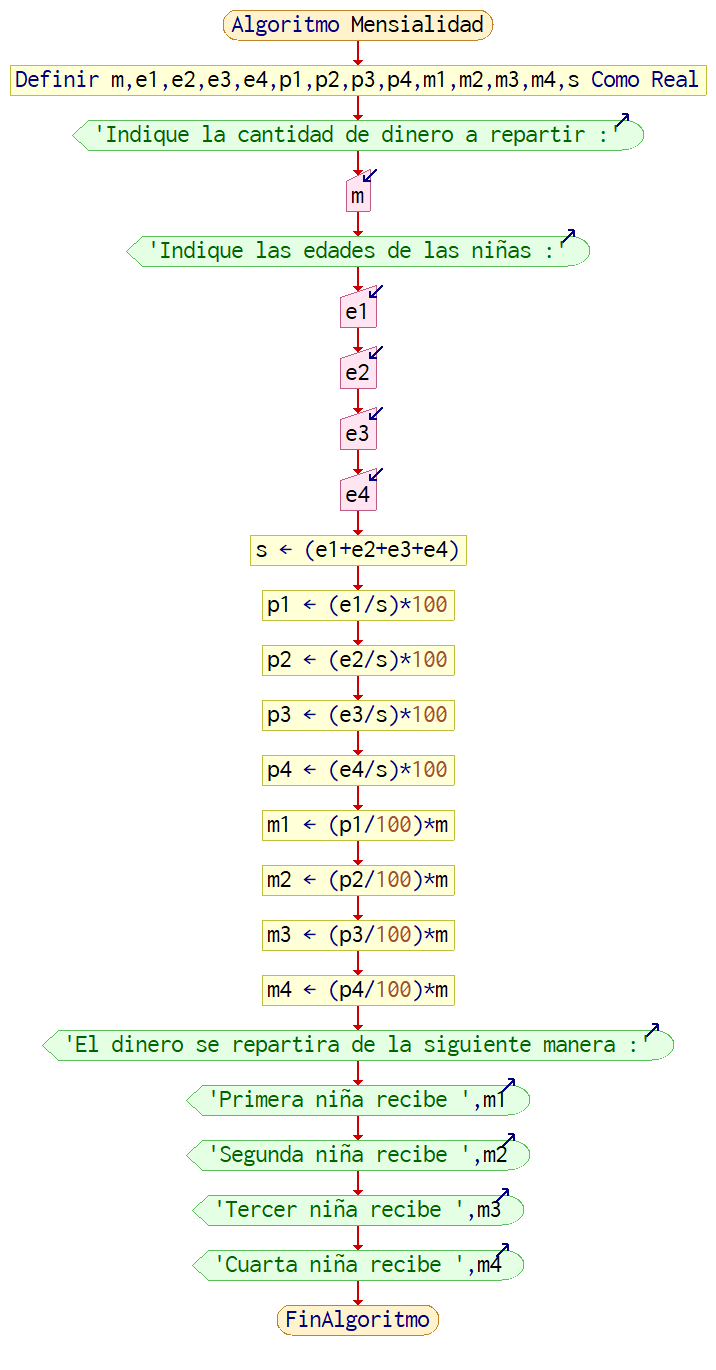 Algoritmo Mensialidad
Definir m,e1,e2,e3,e4,p1,p2,p3,p4,m1,m2,m3,m4,s Como Real
'Indique la cantidad de dinero a repartir :'
m
'Indique las edades de las niñas :'
e1
e2
e3
e4
s ← (e1+e2+e3+e4)
p1 ← (e1/s)*100
p2 ← (e2/s)*100
p3 ← (e3/s)*100
p4 ← (e4/s)*100
m1 ← (p1/100)*m
m2 ← (p2/100)*m
m3 ← (p3/100)*m
m4 ← (p4/100)*m
'El dinero se repartira de la siguiente manera :'
'Primera niña recibe ',m1
'Segunda niña recibe ',m2
'Tercer niña recibe ',m3
'Cuarta niña recibe ',m4
FinAlgoritmo